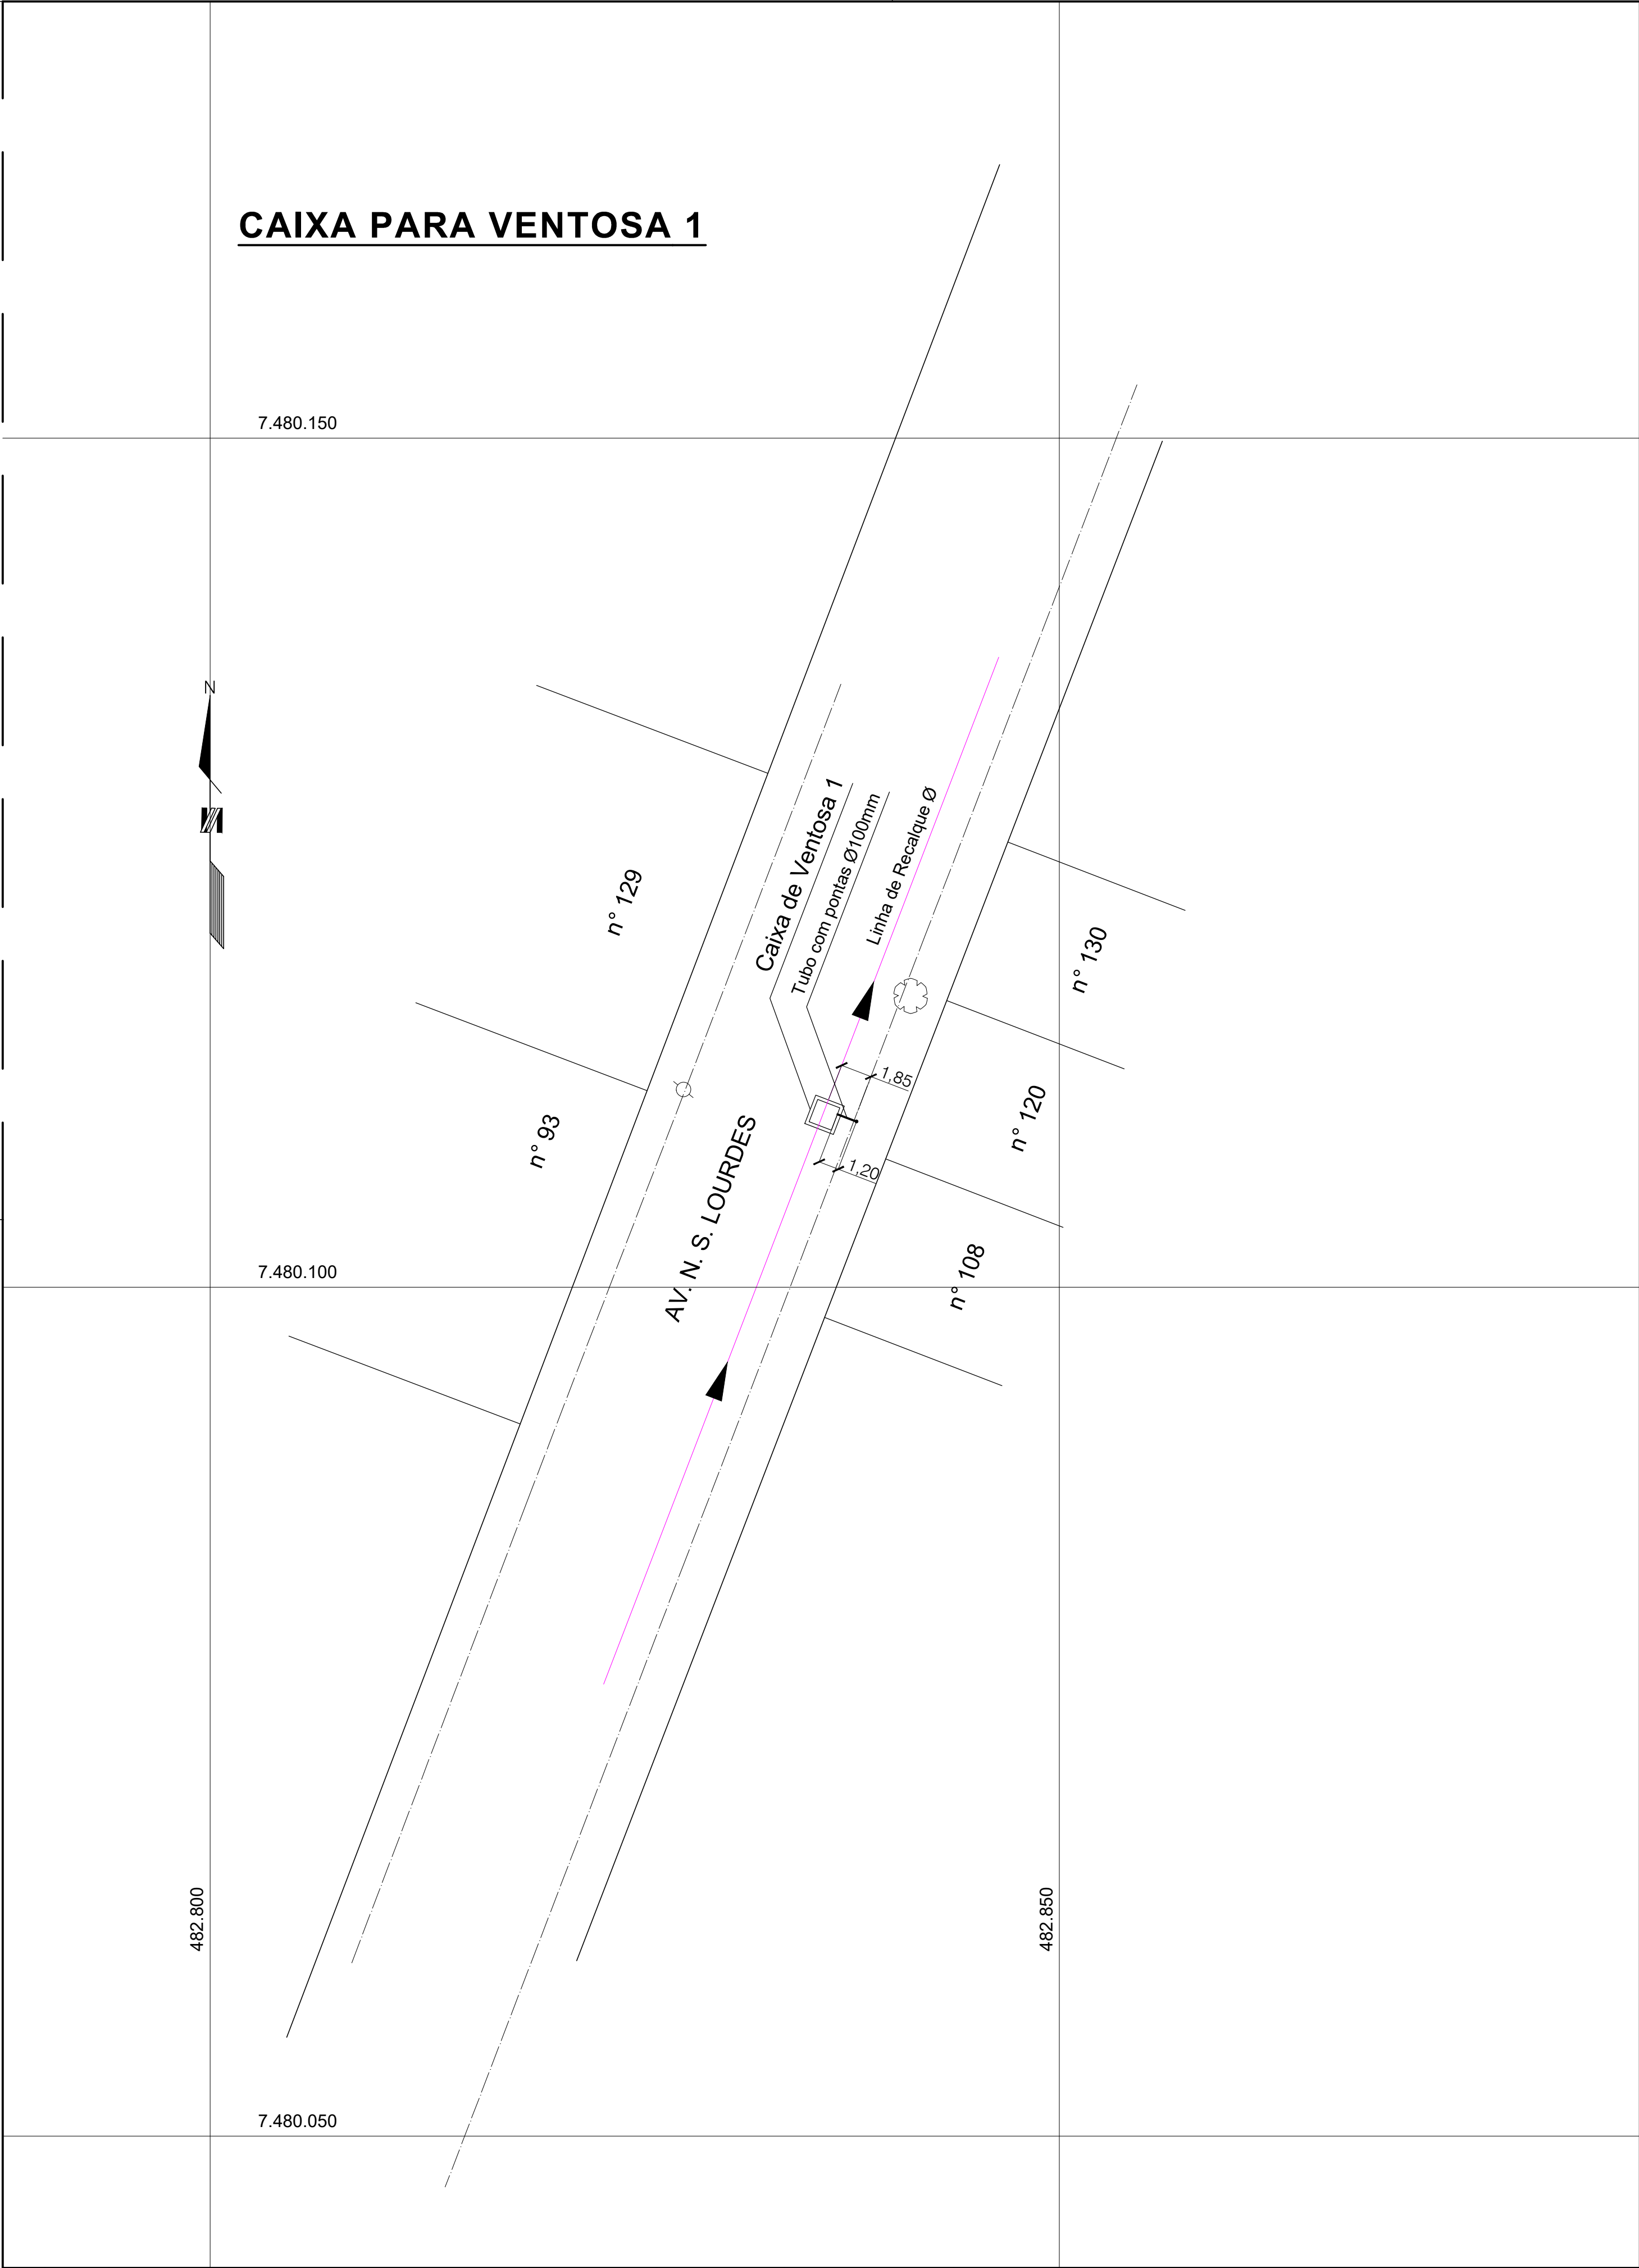 CAIXA PARA VENTOSA 1
7.480.150
N
Caixa de Ventosa 1
Tubo com pontas Ø100mm
Linha de Recalque Ø
n° 129
n° 130
1,85
n° 120
n° 93
AV. N. S. LOURDES
1,20
n° 108
7.480.100
482.800
482.850
7.480.050